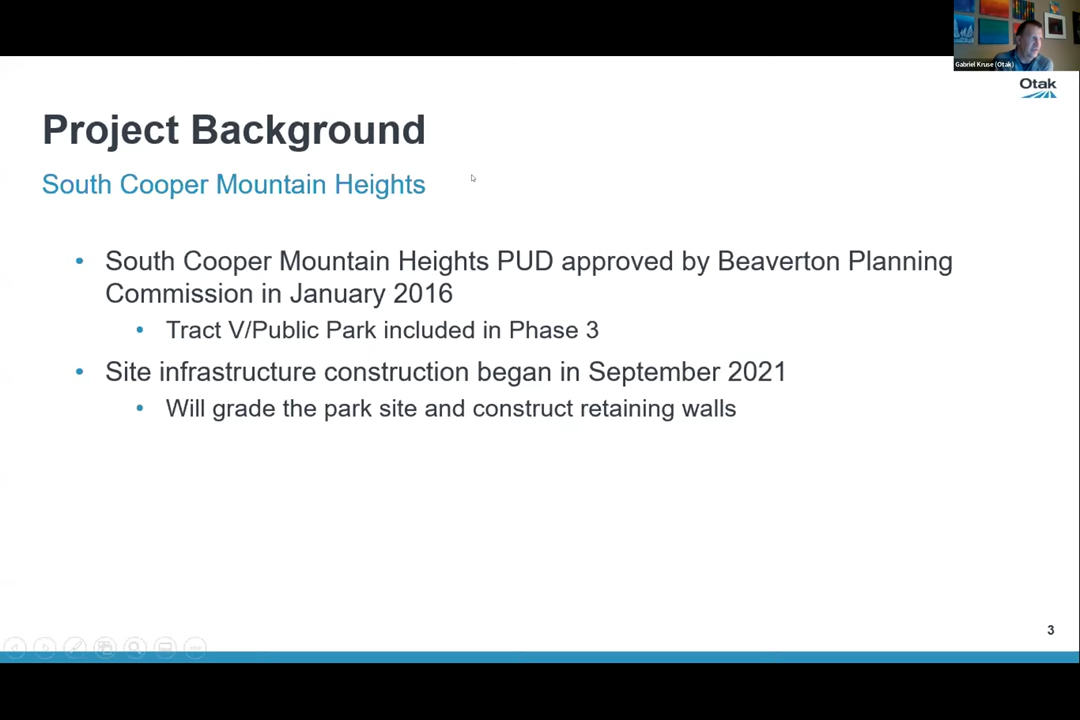 Gabriel Kruse (Otak)
Otak
Project Background
South Cooper Mountain Heights
• South Cooper Mountain Heights PUD approved by Beaverton Planning
Commission in January 2016
• Tract V/Public Park included in Phase 3
• Site infrastructure construction began in September 2021
• Will grade the park site and construct retaining walls
3